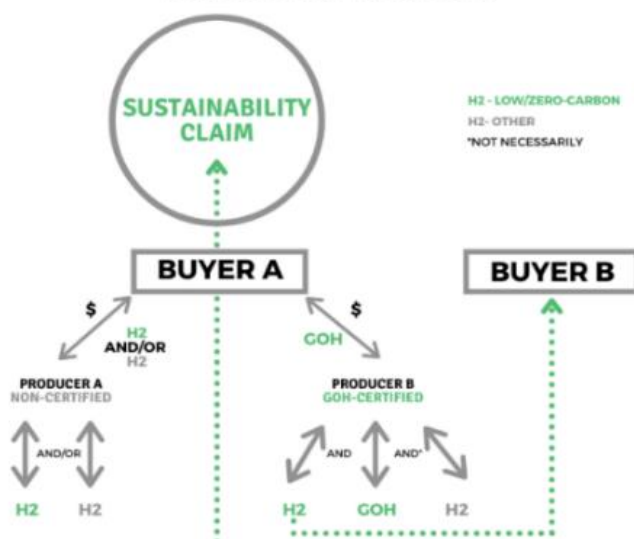 SUSTAINABILITY
CLAIM
H2 - LOW/ZERO-CARBON
H2- OTHER
*NOT NECESSARILY
BUYER A
BUYER B
$
H2
AND/OR
H2
$
GOH
PRODUCER A
NON-CERTIFIED
PRODUCER B
GOH-CERTIFIED
AND/OR
AND
AND*
H2
H2
H2
GOH
H2